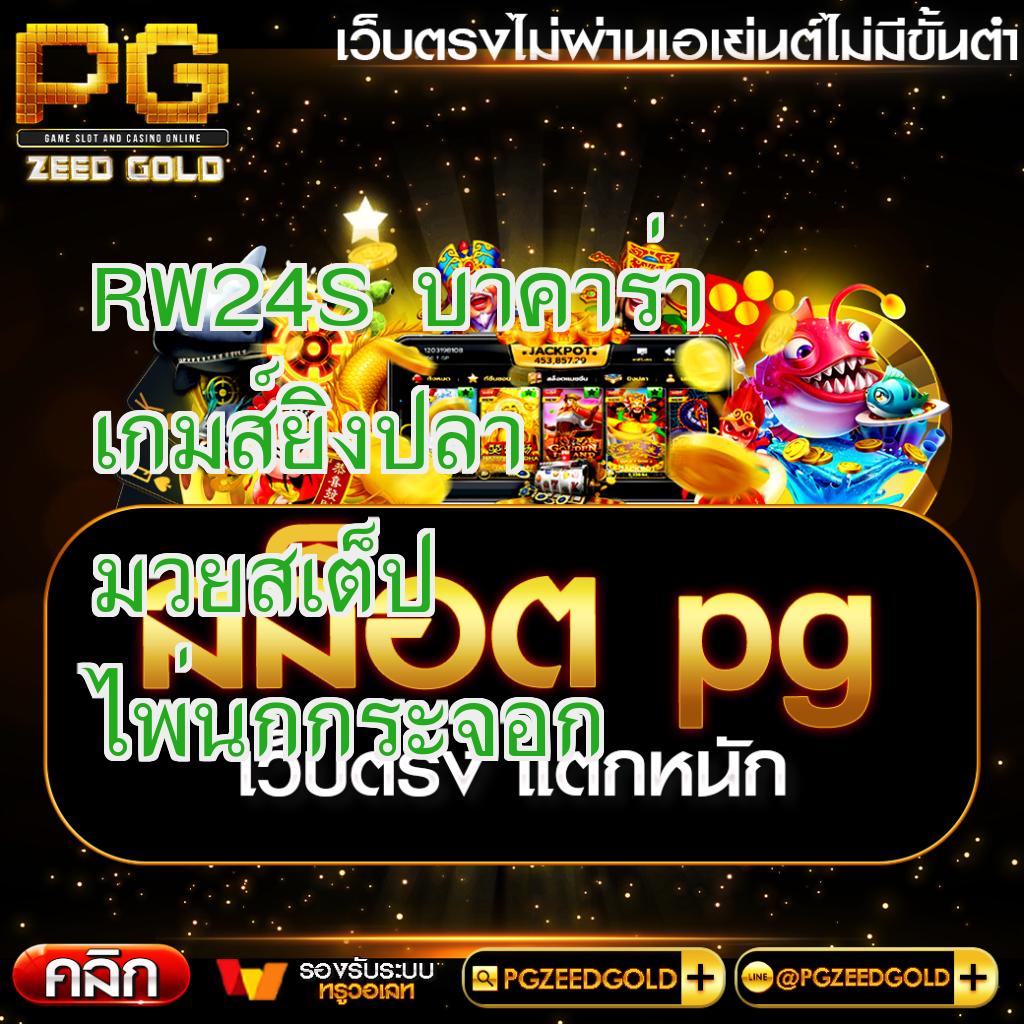 เว็บตรงไม่ผ่านเอเย่นต์ไม่มีขั้นต่ำ
PG
GAME SLOT AND CASINO ONLINE
ZEED GOLD
RW24S บาคาร่า
1203198108
JACKPOT
453,857.29
เกมส์ยิงปลา
มวยสเต็ป
สล็อต pg
ไพ่นกกระจอก
เว็บตรง แตกหนัก
คลิก
รองรับระบบ
ทรูวอเลท
PGZEEDGOLD
LINE @PGZEEDGOLD